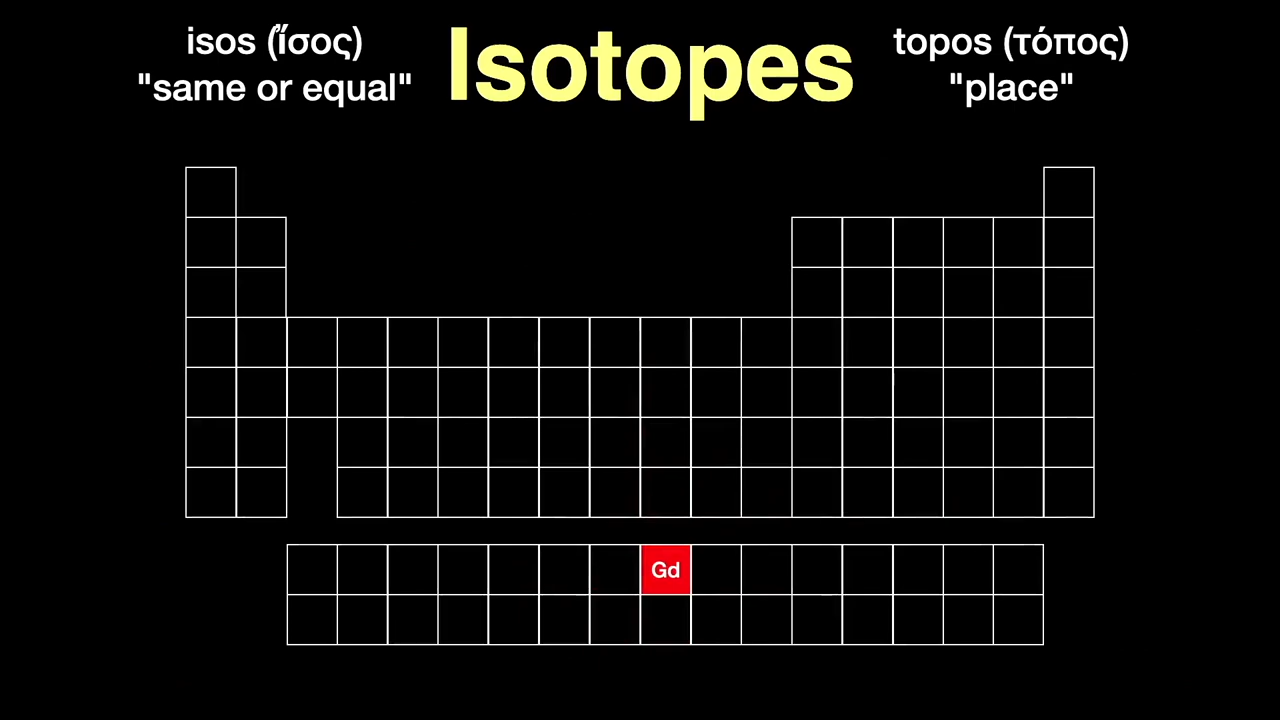 isos (ἴσος)
"same or equal"
Isotopes
topos (τόπος)
"place"
Gd